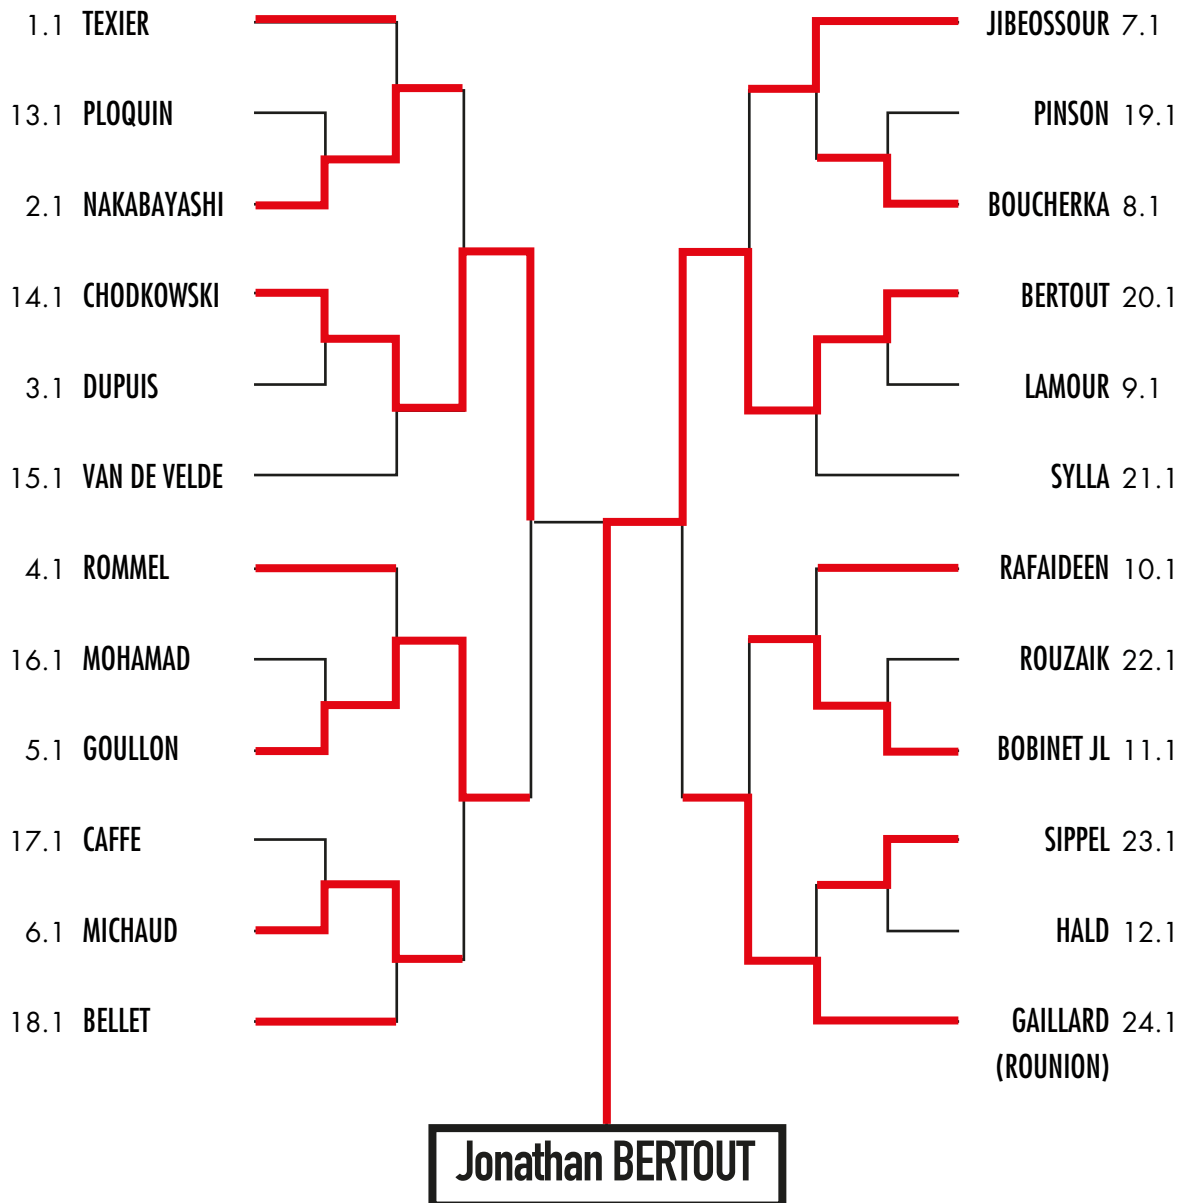 1.1 TEXIER
13.1 PLOQUIN
2.1 NAKABAYASHI
14.1 CHODKOWSKI
3.1 DUPUIS
15.1 VAN DE VELDE
4.1 ROMMEL
16.1 MOHAMAD
5.1 GOULLON
17.1 CAFFE
6.1 MICHAUD
18.1 BELLET
JIBEOSSOUR 7.1
PINSON 19.1
BOUCHERKA 8.1
BERTOUT 20.1
LAMOUR 9.1
SYLLA 21.1
RAFAIDEEN 10.1
ROUZAIK 22.1
BOBINET JL 11.1
SIPPEL 23.1
HALD 12.1
GAILLARD 24.1
(ROUNION)
Jonathan BERTOUT